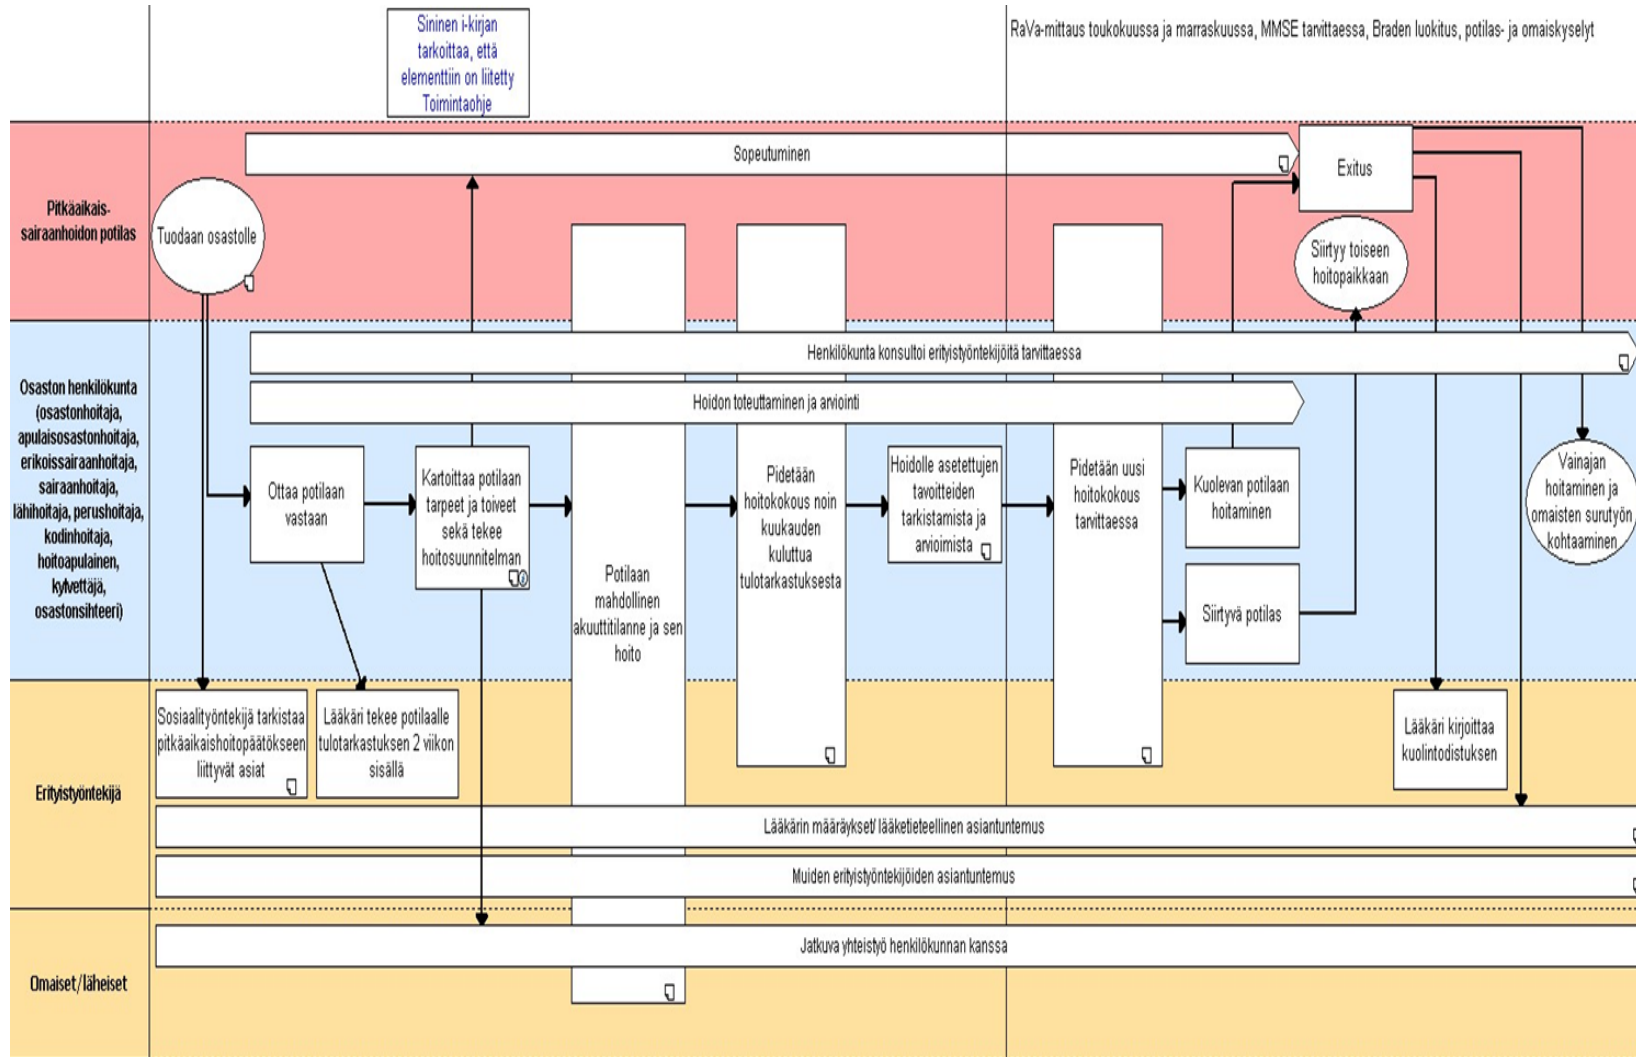 Sininen i-kirjan
tarkoittaa, että
elementtiin on liitetty
Toimintaohje
RaVa-mittaus toukokuussa ja marraskuussa, MMSE tarvittaessa, Braden luokitus, potilas- ja omaiskyselyt
Pitkäaikais-
sairaanhoidon potilas
Tuodaan osastolle
Sopeutuminen
Exitus
Siirtyy toiseen
hoitopaikkaan
Osaston henkilökunta
(osastonhoitaja,
apulaisosastonhoitaja,
erikoissairaanhoitaja,
sairaanhoitaja,
lähihoitaja, perushoitaja,
kodinhoitaja,
hoitoapulainen,
kylvettäjä,
osastonsihteeri)
Henkilökunta konsultoi erityistyöntekijöitä tarvittaessa
Hoidon toteuttaminen ja arviointi
Ottaa potilaan
vastaan
Kartoittaa potilaan
tarpeet ja toiveet
sekä tekee
hoitosuunnitelman
Potilaan
mahdollinen
akuuttitilanne ja sen
hoito
Pidetään
hoitokokous noin
kuukauden
kuluttua
tulotarkastuksesta
Hoidolle asetettujen
tavoitteiden
tarkistamista ja
arvioimista
Pidetään uusi
hoitokokous
tarvittaessa
Kuolevan potilaan
hoitaminen
Siirtyvä potilas
Vainajan
hoitaminen ja
omaisten surutyön
kohtaaminen
Erityistyöntekijä
Sosiaalityöntekijä tarkistaa
pitkäaikaishoitopäätökseen
liittyvät asiat
Lääkäri tekee potilaalle
tulotarkastuksen 2 viikon
sisällä
Lääkäri kirjoittaa
kuolintodistuksen
Lääkärin määräykset/ lääketieteellinen asiantuntemus
Muiden erityistyöntekijöiden asiantuntemus
Omaiset/läheiset
Jatkuva yhteistyö henkilökunnan kanssa